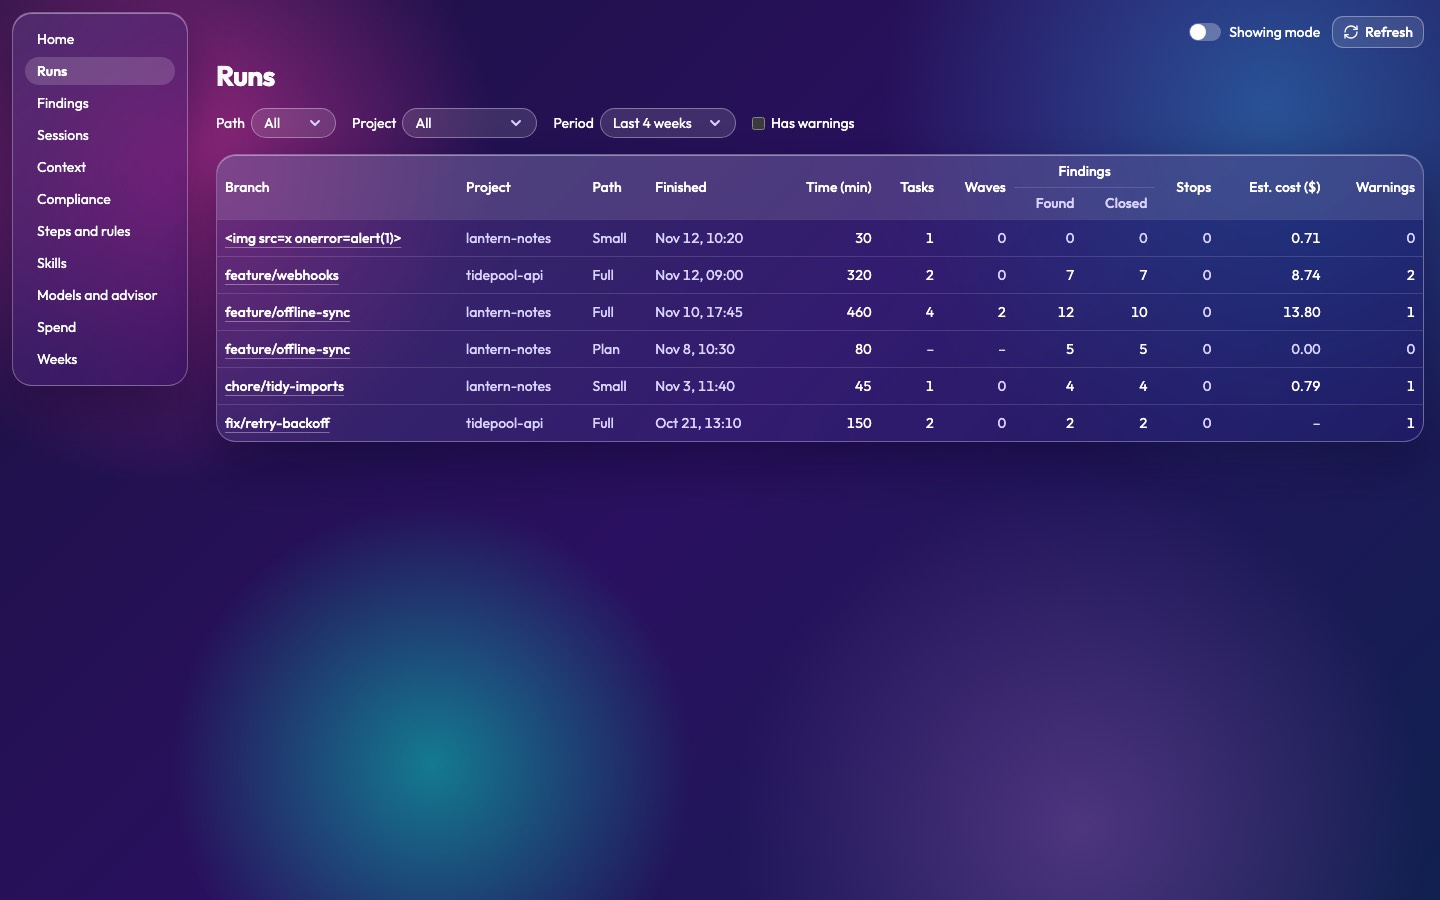 Home
Runs
Findings
Sessions
Context
Compliance
Steps and rules
Skills
Models and advisor
Spend
Weeks
Showing mode Refresh
Runs
Path All Project All Period Last 4 weeks Has warnings
Findings
Branch Project Path Finished Time (min) Tasks Waves Stops Est. cost ($) Warnings
Found Closed
<img src=x onerror=alert(1)> lantern-notes Small Nov 12, 10:20 30 1 0 0 0 0 0.71 0
feature/webhooks tidepool-api Full Nov 12, 09:00 320 2 0 7 7 0 8.74 2
feature/offline-sync lantern-notes Full Nov 10, 17:45 460 4 2 12 10 0 13.80 1
feature/offline-sync lantern-notes Plan Nov 8, 10:30 80 – – 5 5 0 0.00 0
chore/tidy-imports lantern-notes Small Nov 3, 11:40 45 1 0 4 4 0 0.79 1
fix/retry-backoff tidepool-api Full Oct 21, 13:10 150 2 0 2 2 0 – 1